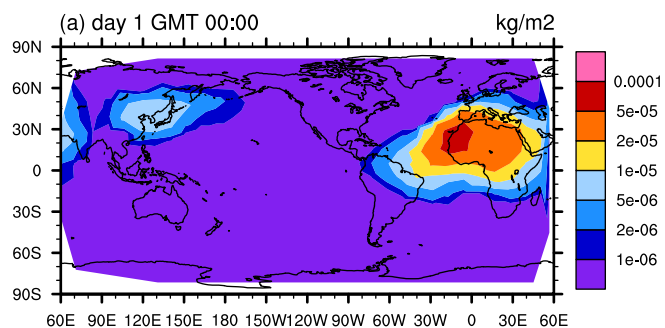 (a) day 1 GMT 00:00 kg/m2
90N
60N
30N
0
30S
60S
90S
60E 90E 120E 150E 180 150W 120W 90W 60W 30W 0 30E 60E
0.0001
5e-05
2e-05
1e-05
5e-06
2e-06
1e-06